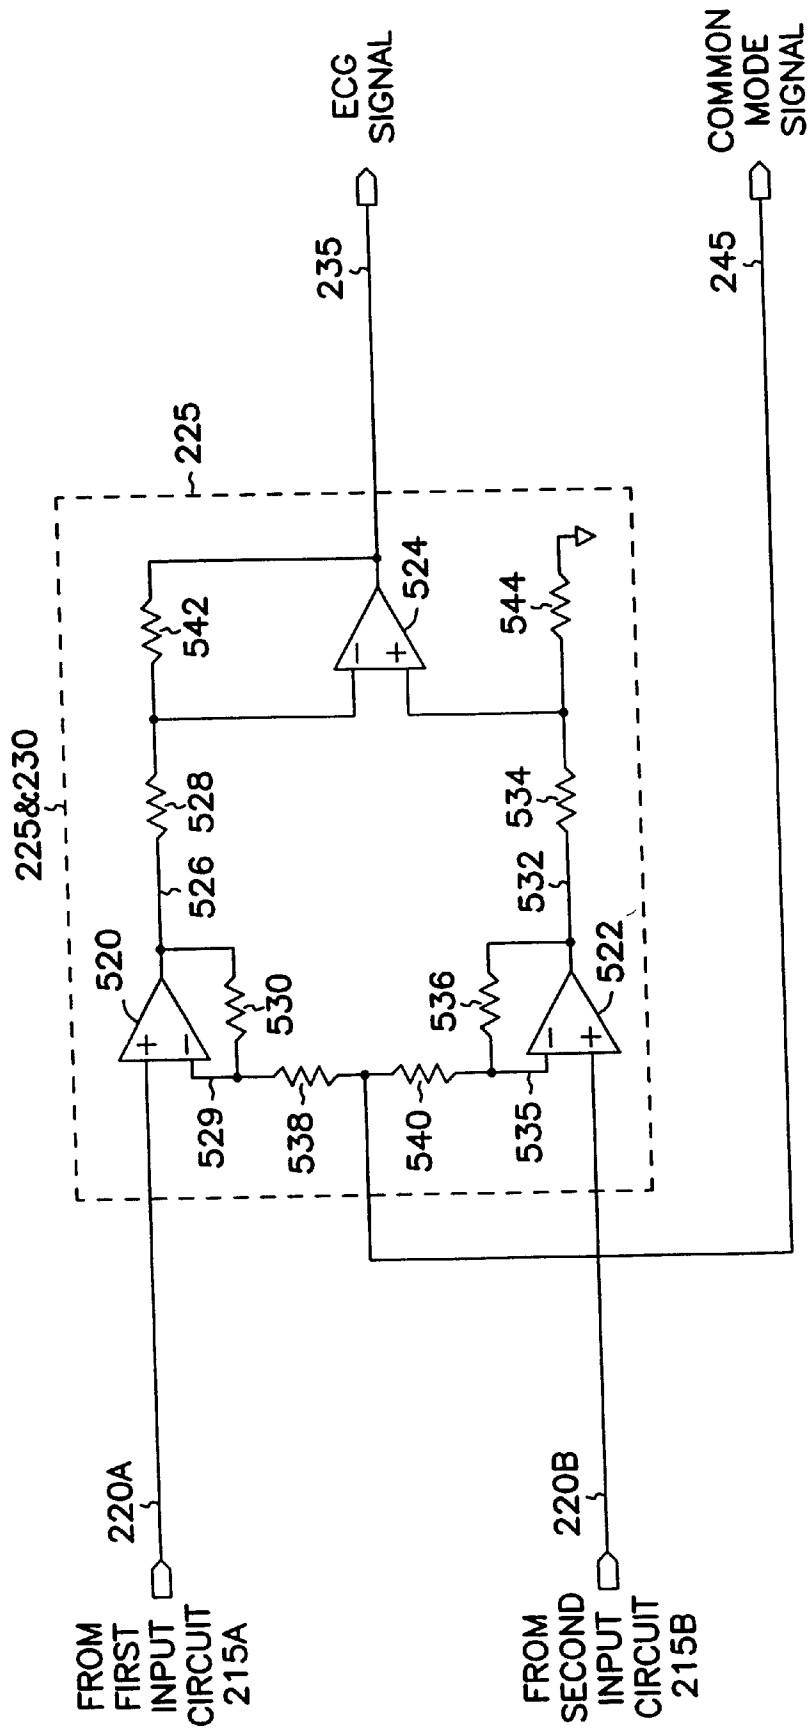 FROM
FIRST
INPUT
CIRCUIT
215A
220A
FROM
SECOND
INPUT
CIRCUIT
215B
220B
225&230
225
520
+
−
529
530
526
528
542
538
540
535
536
522
−
+
532
534
544
524
−
+
235
ECG
SIGNAL
245
COMMON
MODE
SIGNAL